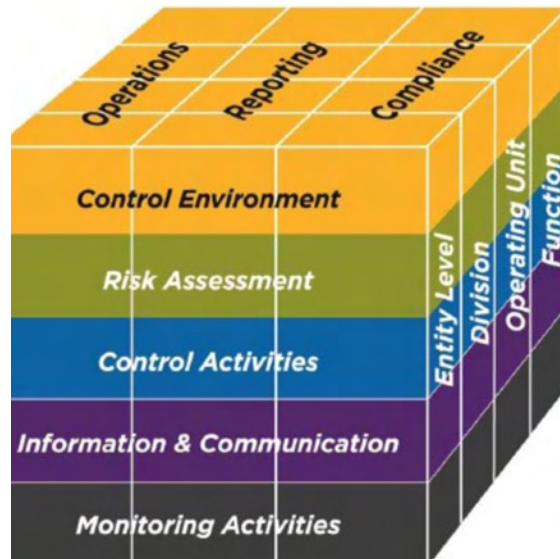 Operations
Reporting
Compliance
Control Environment
Risk Assessment
Control Activities
Information & Communication
Monitoring Activities
Entity Level
Division
Operating Unit
Function